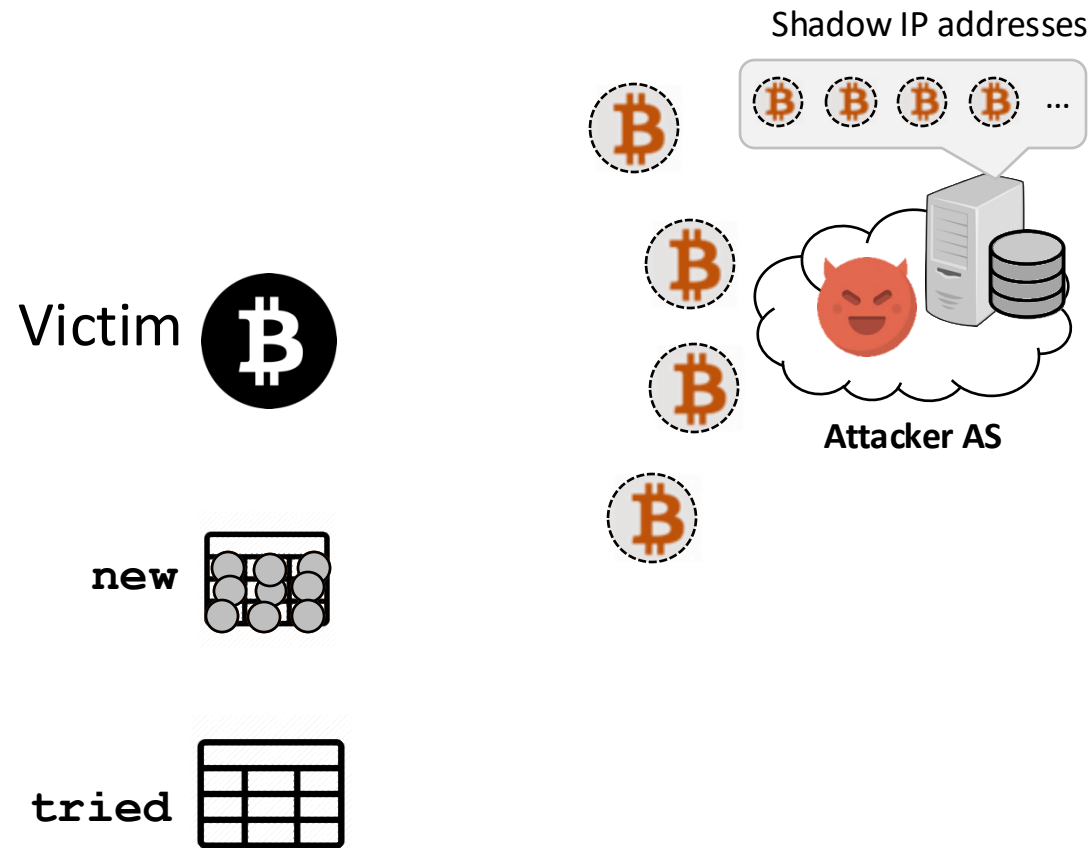 Shadow IP addresses
...
Victim
Attacker AS
new
tried